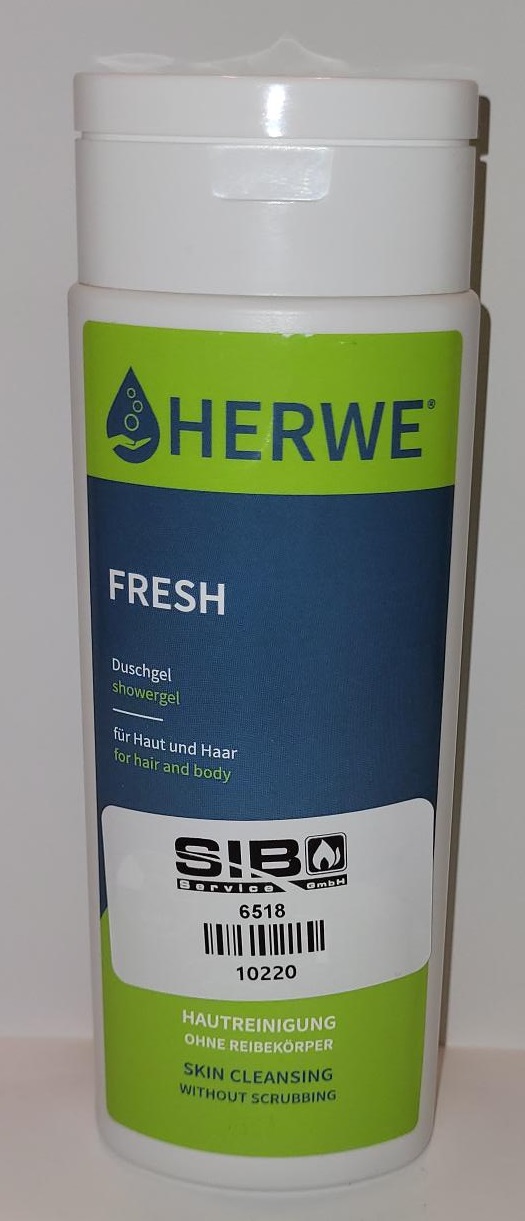 HERWE®
FRESH
Duschgel
showergel
für Haut und Haar
for hair and body
SIB
Service GmbH
6518
10220
HAUTREINIGUNG
OHNE REIBEKÖRPER
SKIN CLEANSING
WITHOUT SCRUBBING